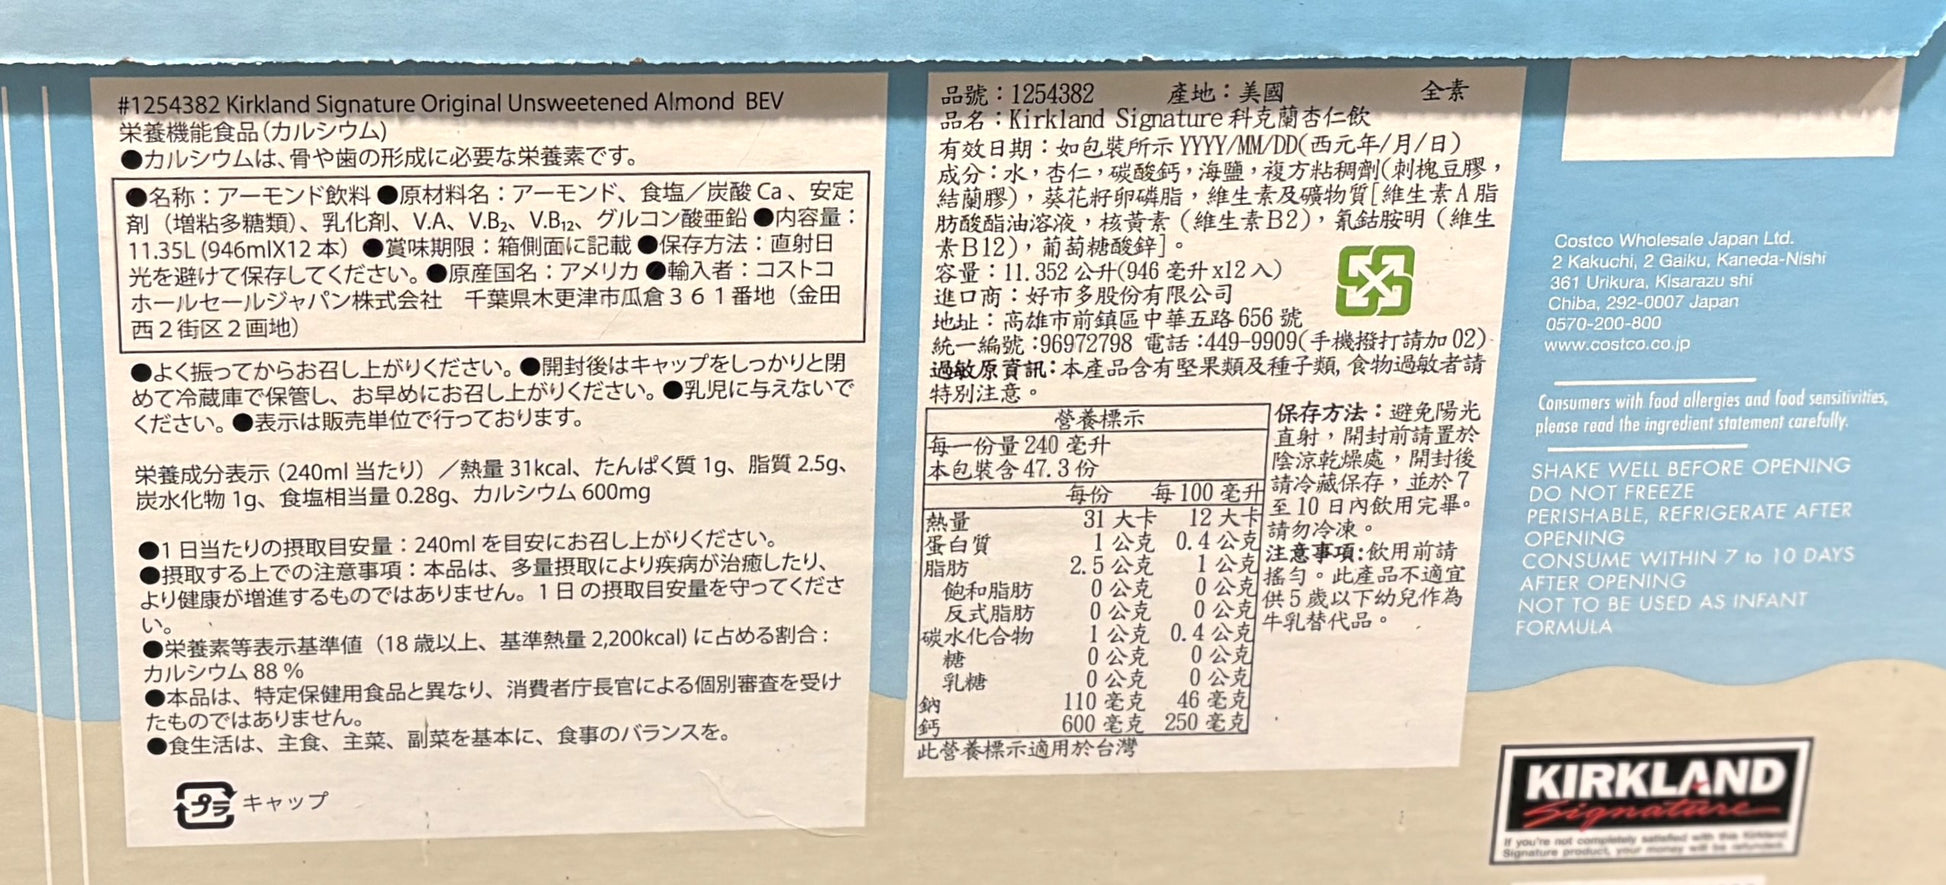 #1254382 Kirkland Signature Original Unsweetened Almond BEV
栄養機能食品(カルシウム)
●カルシウムは、骨や歯の形成に必要な栄養素です。
●名称：アーモンド飲料 ●原材料名：アーモンド、食塩／炭酸 Ca 、安定
剤（増粘多糖類)、乳化剤、V.A、V.B₂、V.B₁₂、グルコン酸亜鉛 ●内容量：
11.35L (946mlX12 本）●賞味期限：箱側面に記載 ●保存方法：直射日
光を避けて保存してください。●原産国名：アメリカ ●輸入者：コストコ
ホールセールジャパン株式会社　千葉県木更津市瓜倉３６１番地（金田
西２街区２画地）
●よく振ってからお召し上がりください。●開封後はキャップをしっかりと閉
めて冷蔵庫で保管し、お早めにお召し上がりください。●乳児に与えないで
ください。●表示は販売単位で行っております。
栄養成分表示（240ml 当たり）／熱量 31kcal、たんぱく質 1g、脂質 2.5g、
炭水化物 1g、食塩相当量 0.28g、カルシウム 600mg
●1 日当たりの摂取目安量：240ml を目安にお召し上がりください。
●摂取する上での注意事項：本品は、多量摂取により疾病が治癒したり、
より健康が増進するものではありません。１日の摂取目安量を守ってくださ
い。
●栄養素等表示基準値（18 歳以上、基準熱量 2,200kcal) に占める割合：
カルシウム 88 %
●本品は、特定保健用食品と異なり、消費者庁長官による個別審査を受け
たものではありません。
●食生活は、主食、主菜、副菜を基本に、食事のバランスを。
プラ キャップ
品號：1254382 產地：美國 全素
品名：Kirkland Signature 科克蘭杏仁飲
有效日期：如包裝所示 YYYY/MM/DD(西元年/月/日)
成分：水，杏仁，碳酸鈣，海鹽，複方粘稠劑(刺槐豆膠，
結蘭膠)，葵花籽卵磷脂，維生素及礦物質[維生素A脂
肪酸酯油溶液，核黃素（維生素B2)，氰鈷胺明（維生
素B12)，葡萄糖酸鋅]。
容量：11.352 公升(946 毫升 x12 入)
進口商：好市多股份有限公司
地址：高雄市前鎮區中華五路 656 號
統一編號:96972798 電話:449-9909(手機撥打請加 02)
過敏原資訊：本產品含有堅果類及種子類, 食物過敏者請
特別注意。
營養標示
每一份量 240 毫升
本包裝含 47.3 份
每份 每 100 毫升
熱量 31 大卡 12 大卡
蛋白質 1 公克 0.4 公克
脂肪 2.5 公克 1 公克
飽和脂肪 0 公克 0 公克
反式脂肪 0 公克 0 公克
碳水化合物 1 公克 0.4 公克
糖 0 公克 0 公克
乳糖 0 公克 0 公克
鈉 110 毫克 46 毫克
鈣 600 毫克 250 毫克
此營養標示適用於台灣
保存方法：避免陽光
直射，開封前請置於
陰涼乾燥處，開封後
請冷藏保存，並於 7
至 10 日內飲用完畢。
請勿冷凍。
注意事項:飲用前請
搖勻。此產品不適宜
供 5 歲以下幼兒作為
牛乳替代品。
Costco Wholesale Japan Ltd.
2 Kakuchi, 2 Gaiku, Kaneda-Nishi
361 Urikura, Kisarazu shi
Chiba, 292-0007 Japan
0570-200-800
www.costco.co.jp
Consumers with food allergies and food sensitivities,
please read the ingredient statement carefully.
SHAKE WELL BEFORE OPENING
DO NOT FREEZE
PERISHABLE, REFRIGERATE AFTER
OPENING
CONSUME WITHIN 7 to 10 DAYS
AFTER OPENING
NOT TO BE USED AS INFANT
FORMULA
KIRKLAND
Signature
If you're not completely satisfied with this Kirkland
Signature product, your money will be refunded.